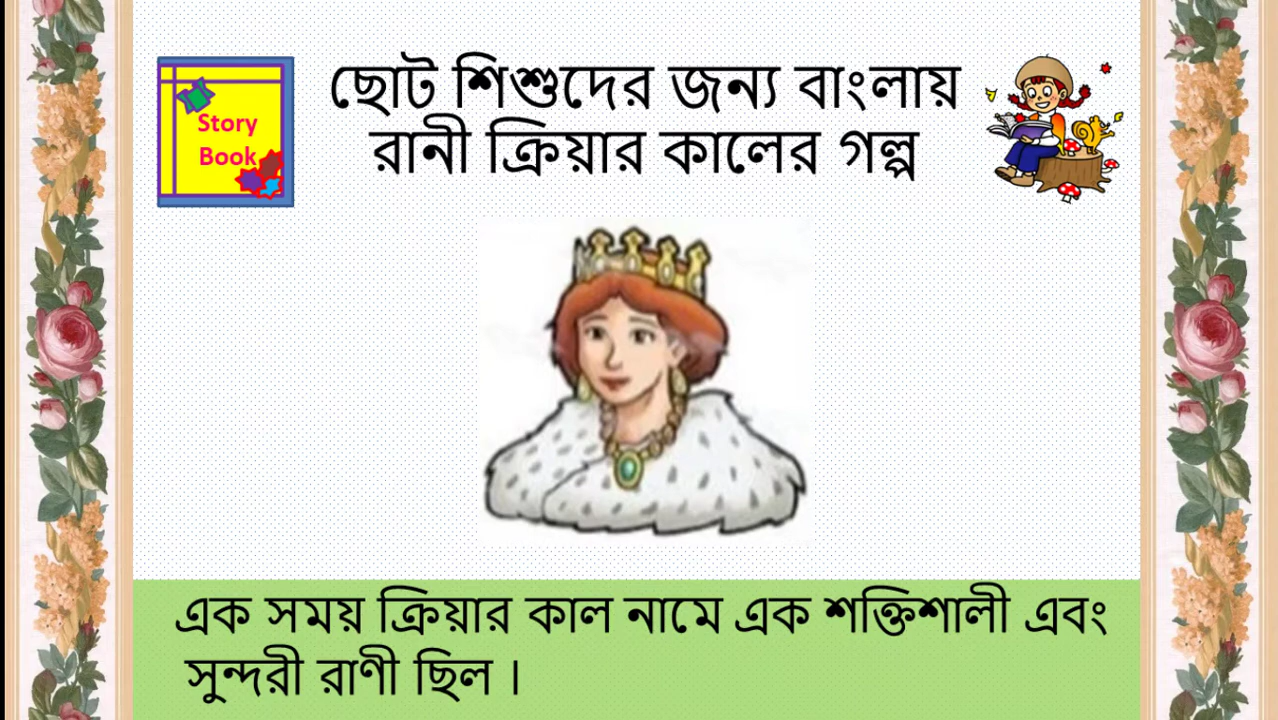 ছোট শিশুদের জন্য বাংলায়
রানী ক্রিয়ার কালের গল্প
Story
Book
এক সময় ক্রিয়ার কাল নামে এক শক্তিশালী এবং
সুন্দরী রাণী ছিল ।